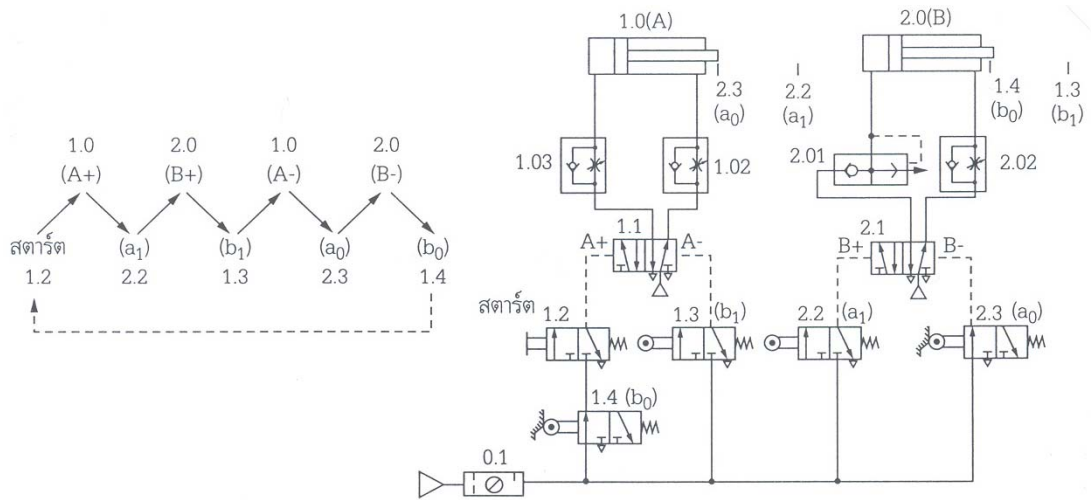 1.0 2.0 1.0 2.0
(A+) (B+) (A-) (B-)
สตาร์ต (a₁) (b₁) (a₀) (b₀)
1.2 2.2 1.3 2.3 1.4
1.0(A) 2.0(B)
2.3 2.2 1.4 1.3
(a₀) (a₁) (b₀) (b₁)
1.03 1.02 2.01 2.02
1.1 2.1
A+ A- B+ B-
สตาร์ต
1.2 1.3 (b₁) 2.2 (a₁) 2.3 (a₀)
1.4 (b₀)
0.1